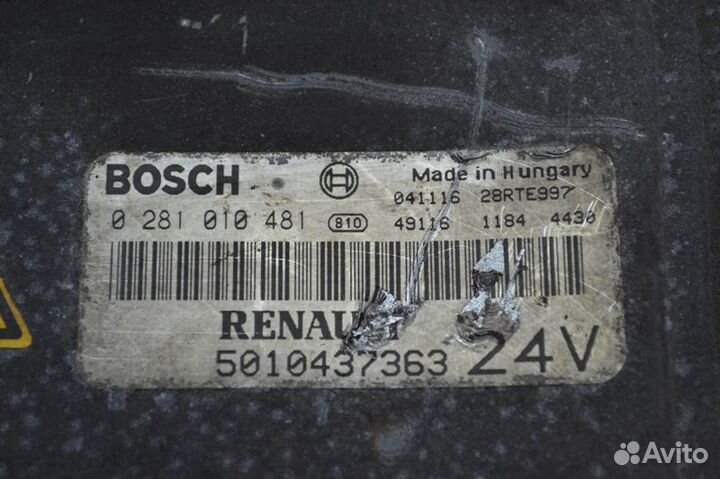 BOSCH Made in Hungary
041116 28RTE997
0 281 010 481 810 49116 1184 4430
RENAULT
5010437363 24V
Avito